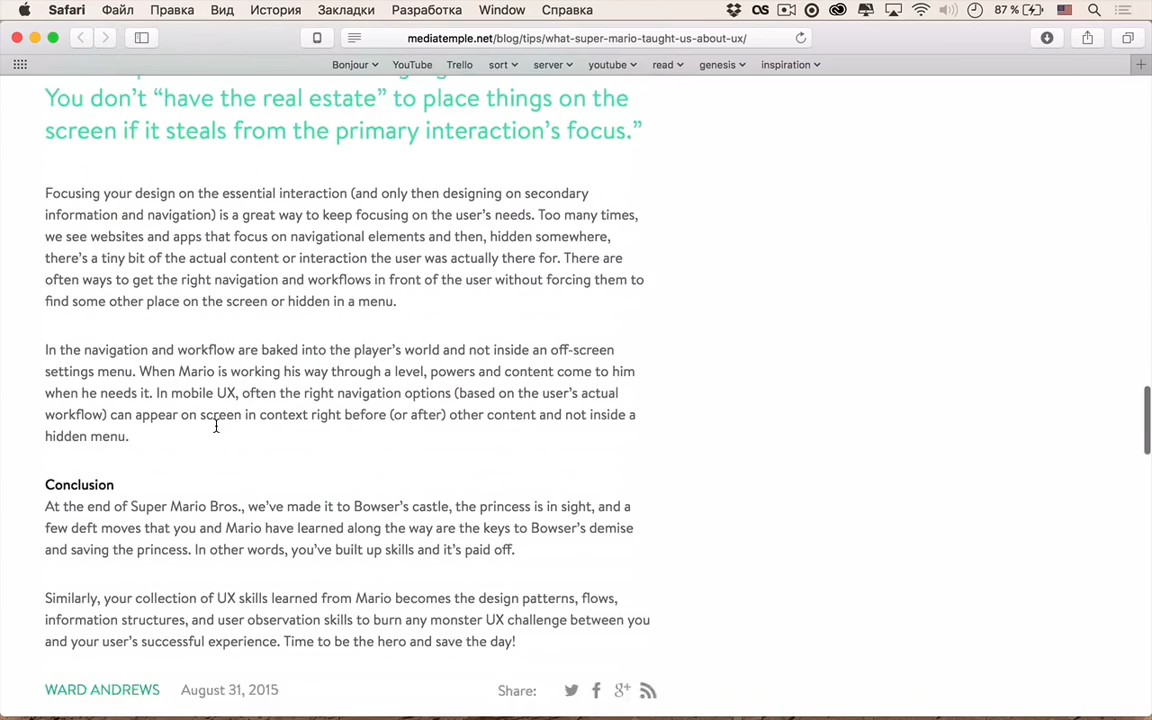 Safari Файл Правка Вид История Закладки Разработка Window Справка 87 %
mediatemple.net/blog/tips/what-super-mario-taught-us-about-ux/
Bonjour YouTube Trello sort server youtube read genesis inspiration
You don’t “have the real estate” to place things on the
screen if it steals from the primary interaction’s focus.”
Focusing your design on the essential interaction (and only then designing on secondary
information and navigation) is a great way to keep focusing on the user’s needs. Too many times,
we see websites and apps that focus on navigational elements and then, hidden somewhere,
there’s a tiny bit of the actual content or interaction the user was actually there for. There are
often ways to get the right navigation and workflows in front of the user without forcing them to
find some other place on the screen or hidden in a menu.
In the navigation and workflow are baked into the player’s world and not inside an off-screen
settings menu. When Mario is working his way through a level, powers and content come to him
when he needs it. In mobile UX, often the right navigation options (based on the user’s actual
workflow) can appear on screen in context right before (or after) other content and not inside a
hidden menu.
Conclusion
At the end of Super Mario Bros., we’ve made it to Bowser’s castle, the princess is in sight, and a
few deft moves that you and Mario have learned along the way are the keys to Bowser’s demise
and saving the princess. In other words, you’ve built up skills and it’s paid off.
Similarly, your collection of UX skills learned from Mario becomes the design patterns, flows,
information structures, and user observation skills to burn any monster UX challenge between you
and your user’s successful experience. Time to be the hero and save the day!
WARD ANDREWS August 31, 2015 Share: